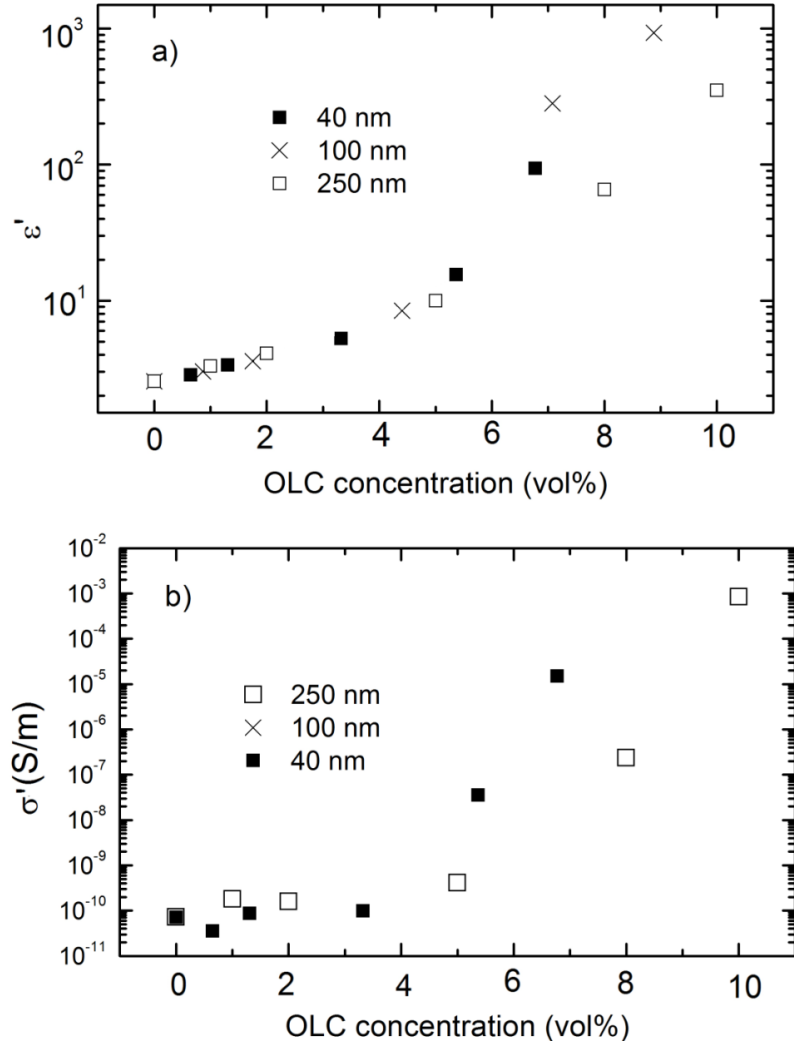 10³
a)
40 nm
100 nm
250 nm
10²
ε'
10¹
0 2 4 6 8 10
OLC concentration (vol%)
10⁻²
b)
10⁻³
10⁻⁴
10⁻⁵
250 nm
10⁻⁶
100 nm
40 nm
σ'(S/m)
10⁻⁷
10⁻⁸
10⁻⁹
10⁻¹⁰
10⁻¹¹
0 2 4 6 8 10
OLC concentration (vol%)